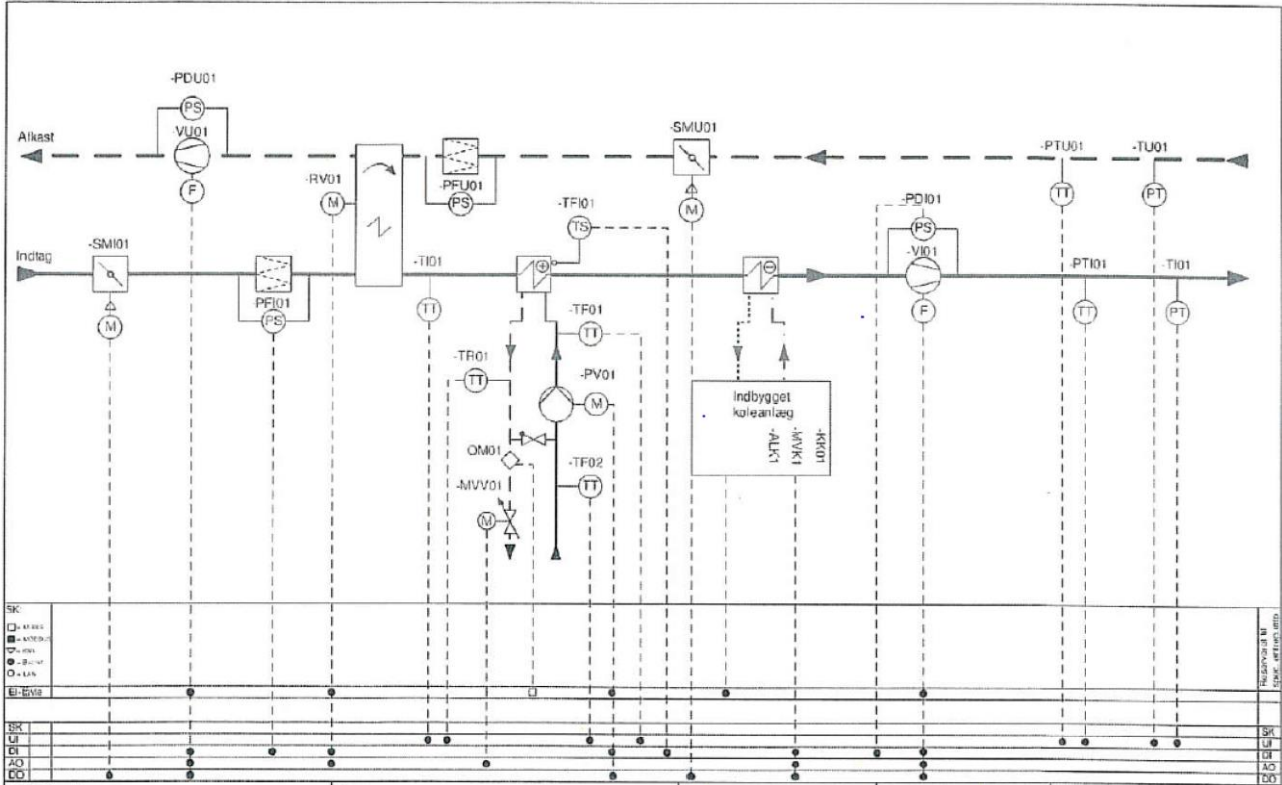 -PDU01
PS
-VU01
Afkast
F
-RV01
M
-PFU01
PS
-SMU01
M
-PTU01
TT
-TU01
PT
-TFI01
TS
-PDI01
PS
-VI01
F
Indtag
-SMI01
M
-PFI01
PS
-TI01
TT
-PTI01
TT
-TI01
PT
-TF01
TT
-TR01
TT
-PV01
M
Indbygget
køleanlæg
-KK01
-MVK1
-ALK1
OM01
-TF02
TT
-MVV01
M
SK:
= LAN
SK
UI
DI
AO
DO
SK
UI
DI
AO
DO